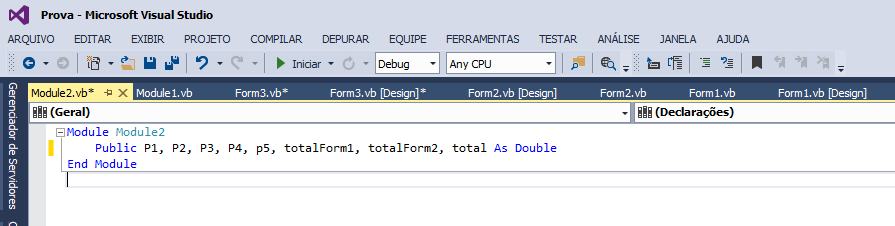 Prova - Microsoft Visual Studio
ARQUIVO EDITAR EXIBIR PROJETO COMPILAR DEPURAR EQUIPE FERRAMENTAS TESTAR ANÁLISE JANELA AJUDA
Iniciar Debug Any CPU
Module2.vb* Module1.vb Form3.vb* Form3.vb [Design]* Form2.vb [Design] Form2.vb Form1.vb Form1.vb [Design]
(Geral) (Declarações)
Module Module2
Public P1, P2, P3, P4, p5, totalForm1, totalForm2, total As Double
End Module
Gerenciador de Servidores